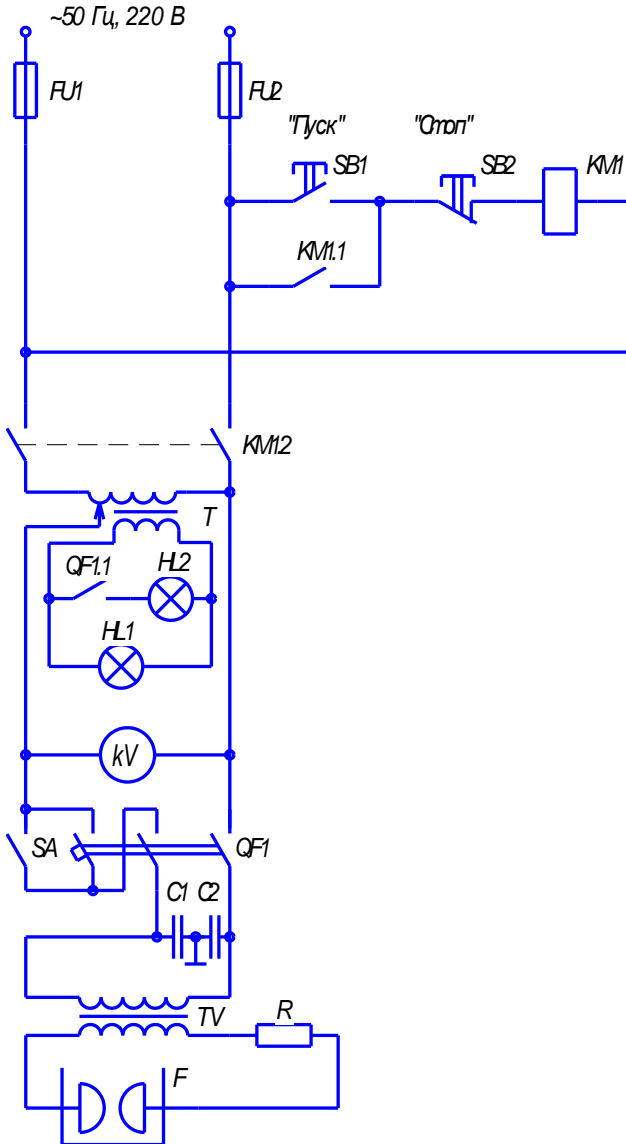 ~50 Гц, 220 В
FU1
FU2
"Пуск"
"Стоп"
SB1
SB2
KM1
KM1.1
KM1.2
T
QF1.1
HL2
HL1
kV
SA
QF1
C1 C2
TV
R
F